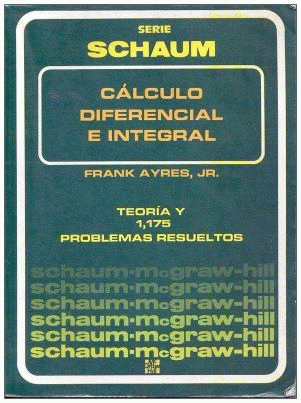 SERIE
SCHAUM
CÁLCULO
DIFERENCIAL
E INTEGRAL
FRANK AYRES, JR.
TEORÍA Y
1,175
PROBLEMAS RESUELTOS
schaum·mcgraw-hill
schaum·mcgraw-hill
schaum·mcgraw-hill
schaum·mcgraw-hill
schaum·mcgraw-hill
schaum·mcgraw-hill